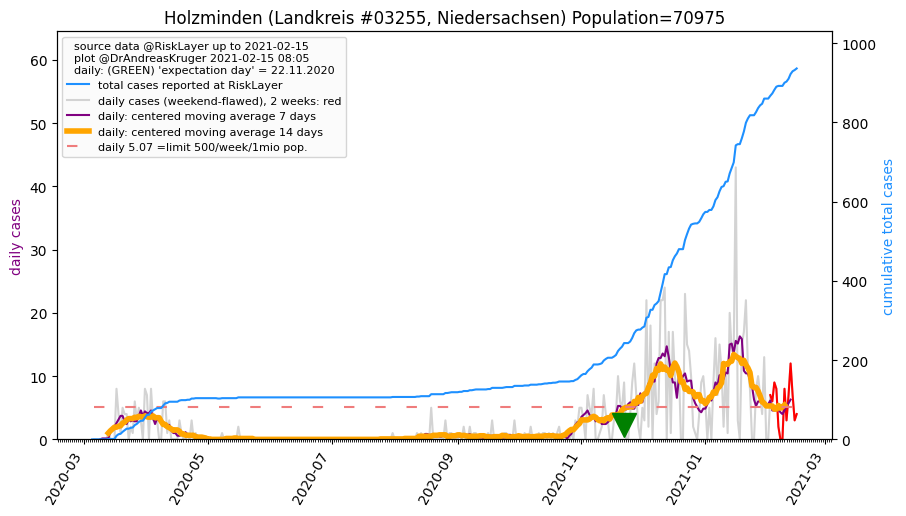 Holzminden (Landkreis #03255, Niedersachsen) Population=70975
source data @RiskLayer up to 2021-02-15
plot @DrAndreasKruger 2021-02-15 08:05
daily: (GREEN) 'expectation day' = 22.11.2020
total cases reported at RiskLayer
daily cases (weekend-flawed), 2 weeks: red
daily: centered moving average 7 days
daily: centered moving average 14 days
daily 5.07 =limit 500/week/1mio pop.
daily cases
60
50
40
30
20
10
0
cumulative total cases
1000
800
600
400
200
0
2020-03
2020-05
2020-07
2020-09
2020-11
2021-01
2021-03